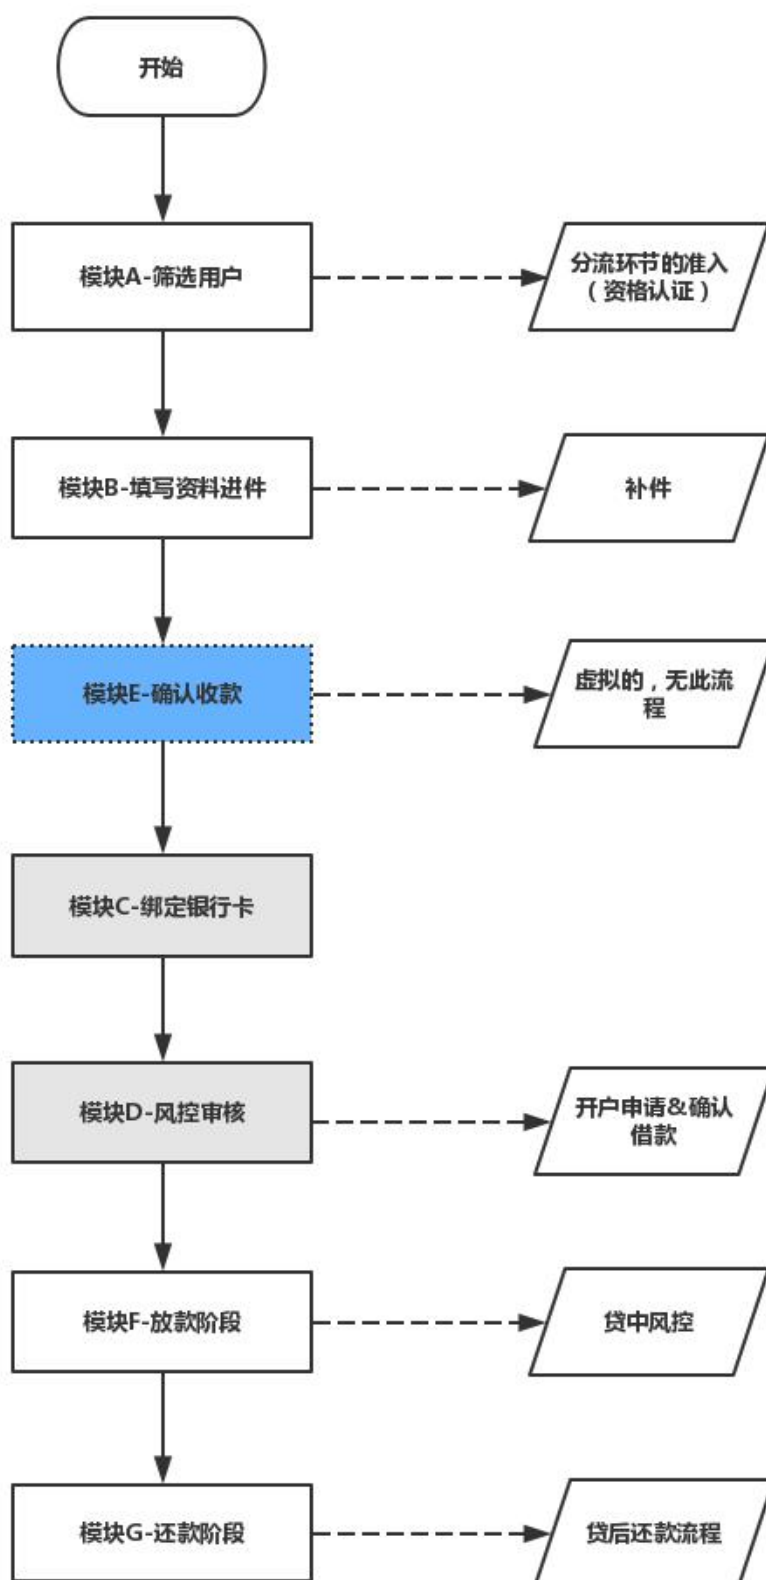 开始
模块A-筛选用户
分流环节的准入
（资格认证）
模块B-填写资料进件
补件
模块E-确认收款
虚拟的，无此流
程
模块C-绑定银行卡
模块D-风控审核
开户申请&确认
借款
模块F-放款阶段
贷中风控
模块G-还款阶段
贷后还款流程